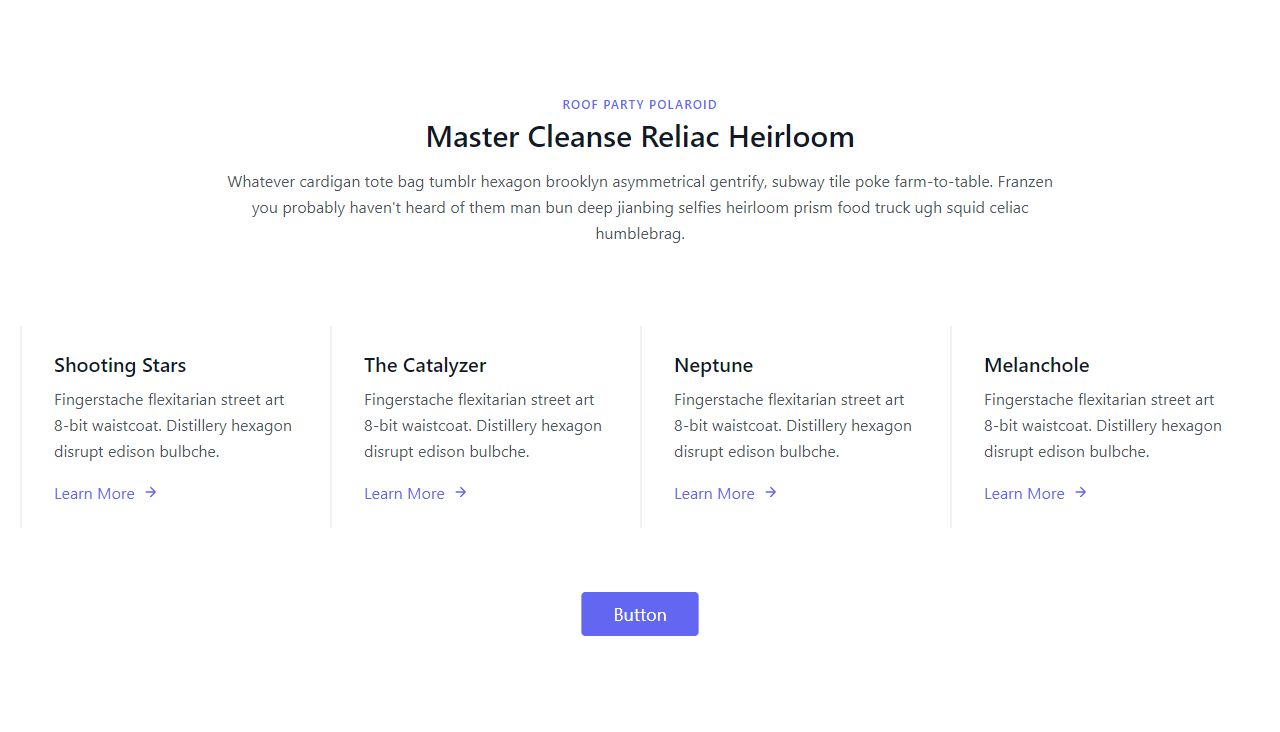 ROOF PARTY POLAROID
Master Cleanse Reliac Heirloom
Whatever cardigan tote bag tumblr hexagon brooklyn asymmetrical gentrify, subway tile poke farm-to-table. Franzen
you probably haven't heard of them man bun deep jianbing selfies heirloom prism food truck ugh squid celiac
humblebrag.
Shooting Stars
Fingerstache flexitarian street art
8-bit waistcoat. Distillery hexagon
disrupt edison bulbche.
Learn More
The Catalyzer
Fingerstache flexitarian street art
8-bit waistcoat. Distillery hexagon
disrupt edison bulbche.
Learn More
Neptune
Fingerstache flexitarian street art
8-bit waistcoat. Distillery hexagon
disrupt edison bulbche.
Learn More
Melanchole
Fingerstache flexitarian street art
8-bit waistcoat. Distillery hexagon
disrupt edison bulbche.
Learn More
Button